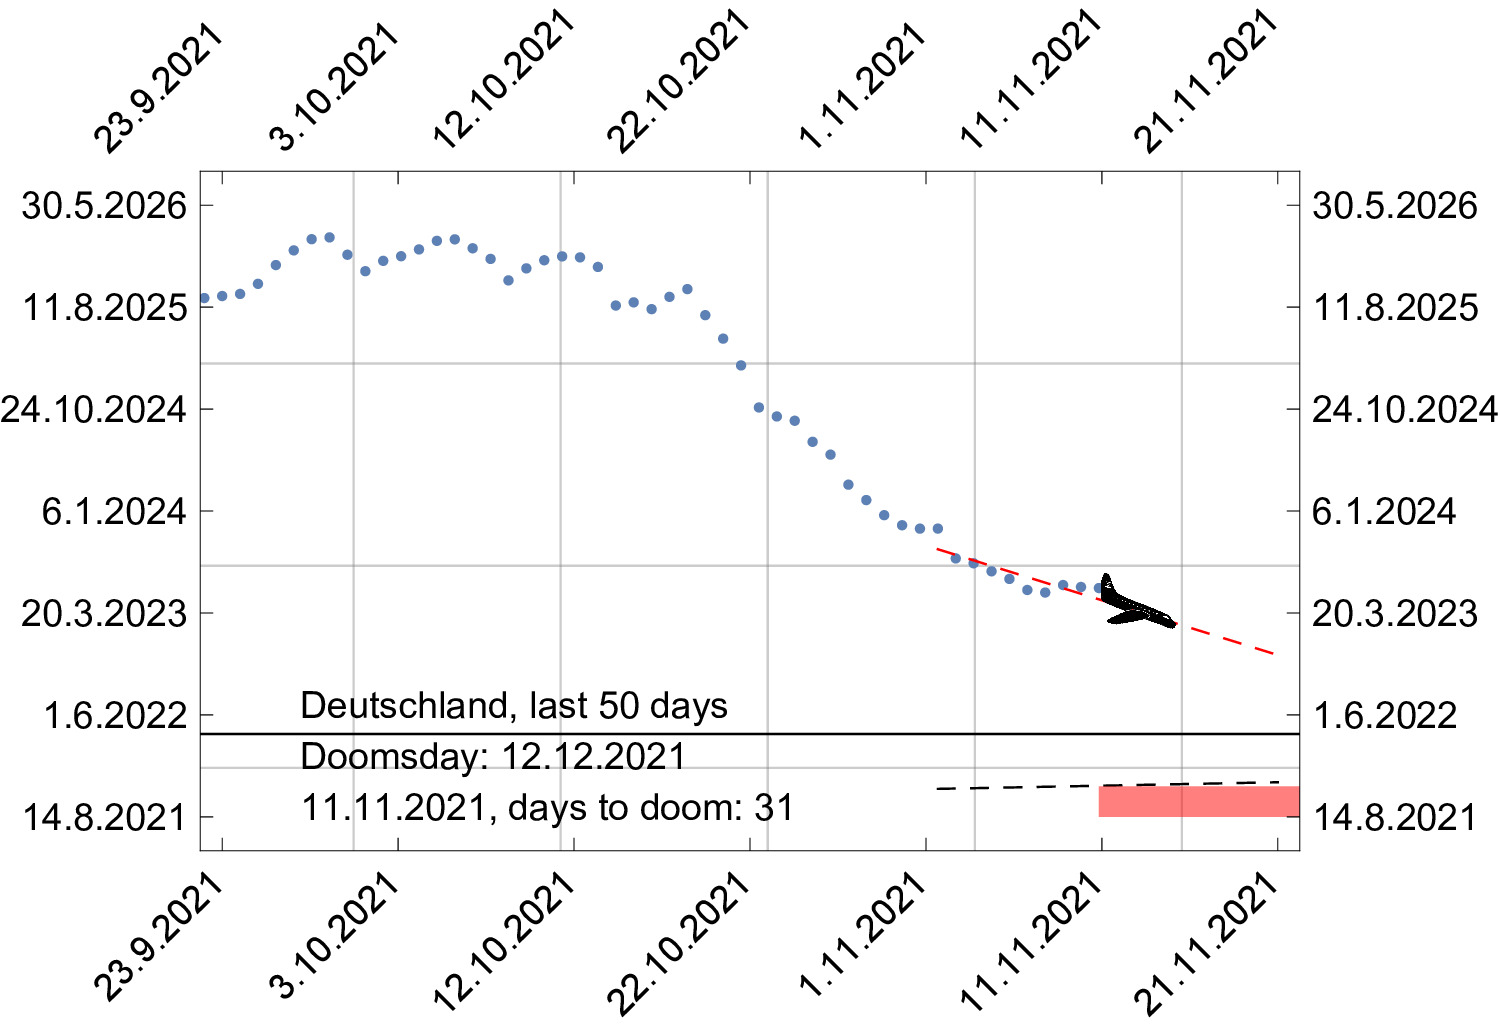 23.9.2021 3.10.2021 12.10.2021 22.10.2021 1.11.2021 11.11.2021 21.11.2021
30.5.2026 30.5.2026
11.8.2025 11.8.2025
24.10.2024 24.10.2024
6.1.2024 6.1.2024
20.3.2023 20.3.2023
1.6.2022 Deutschland, last 50 days 1.6.2022
Doomsday: 12.12.2021
14.8.2021 11.11.2021, days to doom: 31 14.8.2021
23.9.2021 3.10.2021 12.10.2021 22.10.2021 1.11.2021 11.11.2021 21.11.2021